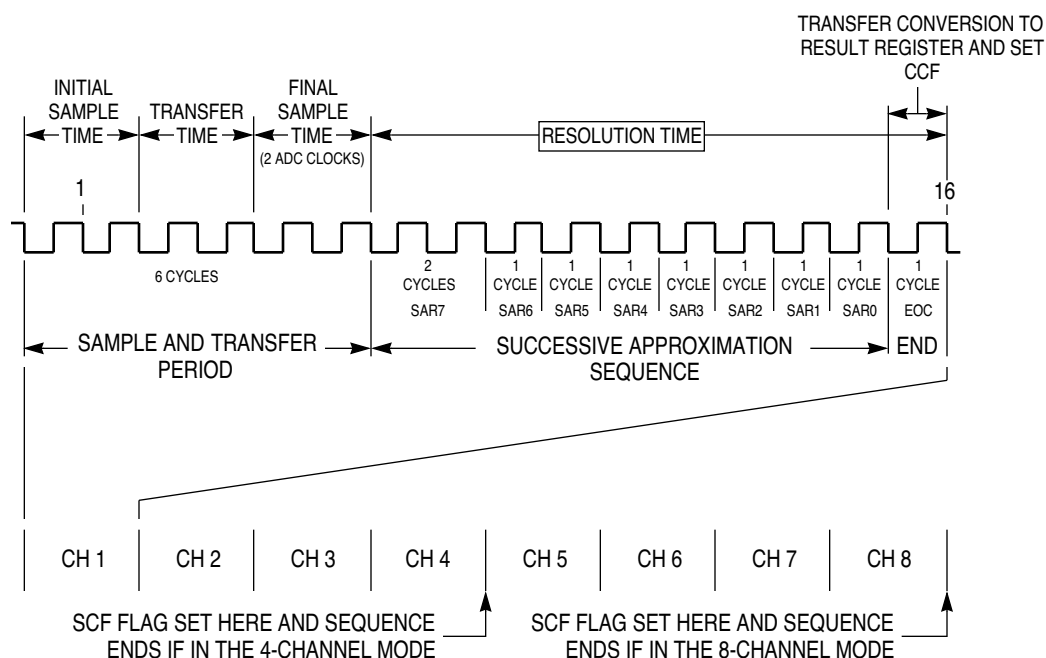 TRANSFER CONVERSION TO
RESULT REGISTER AND SET
CCF
INITIAL
SAMPLE
TIME
TRANSFER
TIME
FINAL
SAMPLE
TIME
(2 ADC CLOCKS)
RESOLUTION TIME
1
16
6 CYCLES
2
CYCLES
SAR7
1
CYCLE
SAR6
1
CYCLE
SAR5
1
CYCLE
SAR4
1
CYCLE
SAR3
1
CYCLE
SAR2
1
CYCLE
SAR1
1
CYCLE
SAR0
1
CYCLE
EOC
SAMPLE AND TRANSFER
PERIOD
SUCCESSIVE APPROXIMATION
SEQUENCE
END
CH 1
CH 2
CH 3
CH 4
CH 5
CH 6
CH 7
CH 8
SCF FLAG SET HERE AND SEQUENCE
ENDS IF IN THE 4-CHANNEL MODE
SCF FLAG SET HERE AND SEQUENCE
ENDS IF IN THE 8-CHANNEL MODE